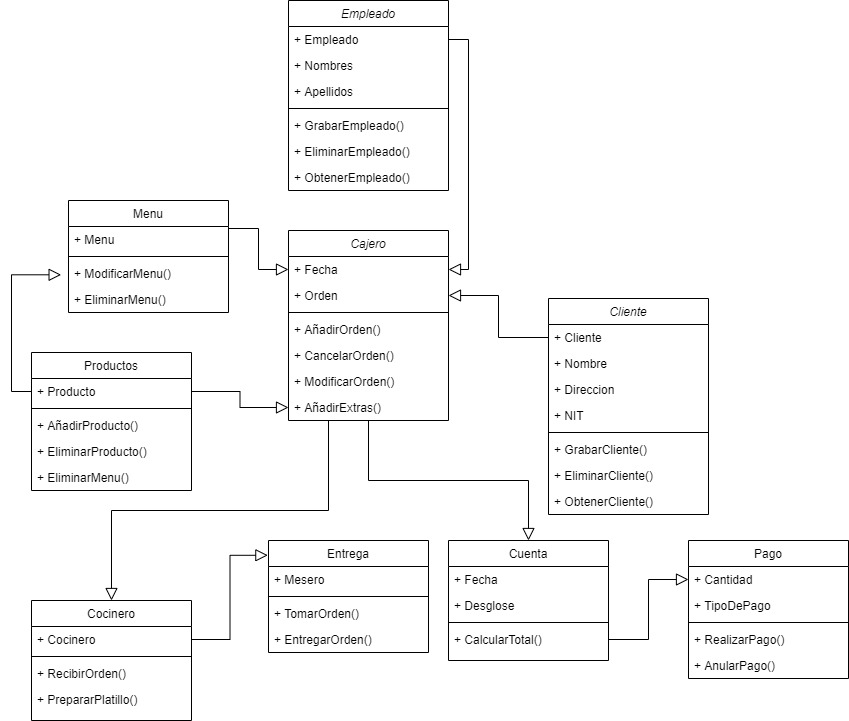 Empleado
+ Empleado
+ Nombres
+ Apellidos
+ GrabarEmpleado()
+ EliminarEmpleado()
+ ObtenerEmpleado()
Menu
+ Menu
+ ModificarMenu()
+ EliminarMenu()
Cajero
+ Fecha
+ Orden
+ AñadirOrden()
+ CancelarOrden()
+ ModificarOrden()
+ AñadirExtras()
Cliente
+ Cliente
+ Nombre
+ Direccion
+ NIT
+ GrabarCliente()
+ EliminarCliente()
+ ObtenerCliente()
Productos
+ Producto
+ AñadirProducto()
+ EliminarProducto()
+ EliminarMenu()
Cocinero
+ Cocinero
+ RecibirOrden()
+ PrepararPlatillo()
Entrega
+ Mesero
+ TomarOrden()
+ EntregarOrden()
Cuenta
+ Fecha
+ Desglose
+ CalcularTotal()
Pago
+ Cantidad
+ TipoDePago
+ RealizarPago()
+ AnularPago()